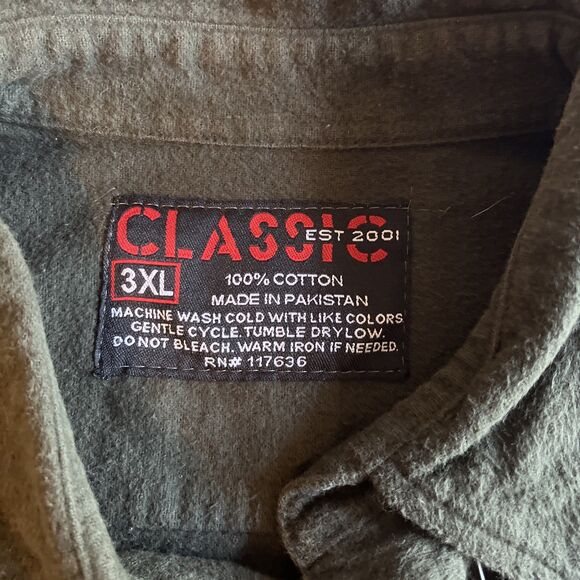 CLASSIC
EST 2001
3XL
100% COTTON
MADE IN PAKISTAN
MACHINE WASH COLD WITH LIKE COLORS
GENTLE CYCLE. TUMBLE DRY LOW.
DO NOT BLEACH. WARM IRON IF NEEDED.
RN# 117636